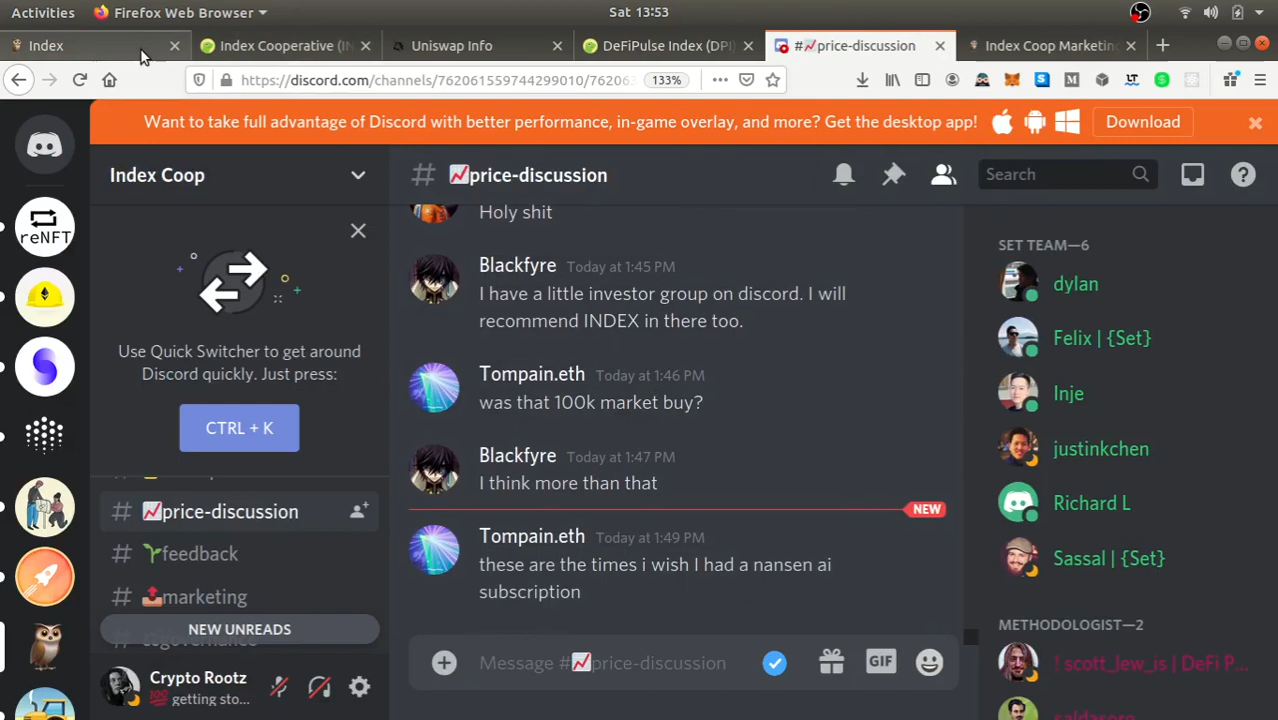 Activities
Firefox Web Browser
Sat 13:53
Index
Index Cooperative (IN
Uniswap Info
DeFiPulse Index (DPI)
#📈price-discussion
Index Coop Marketin
https://discord.com/channels/762061559744299010/76206
133%
Want to take full advantage of Discord with better performance, in-game overlay, and more? Get the desktop app!
Download
Index Coop
# 📈price-discussion
Search
Use Quick Switcher to get around
Discord quickly. Just press:
CTRL + K
# 📈price-discussion
# 🌱feedback
# 📤marketing
NEW UNREADS
Crypto Rootz
💯 getting sto...
reNFT
Holy shit
Blackfyre Today at 1:45 PM
I have a little investor group on discord. I will
recommend INDEX in there too.
Tompain.eth Today at 1:46 PM
was that 100k market buy?
Blackfyre Today at 1:47 PM
I think more than that
NEW
Tompain.eth Today at 1:49 PM
these are the times i wish I had a nansen ai
subscription
Message #📈price-discussion
GIF
SET TEAM—6
dylan
Felix | {Set}
Inje
justinkchen
Richard L
Sassal | {Set}
METHODOLOGIST—2
! scott_lew_is | DeFi P...